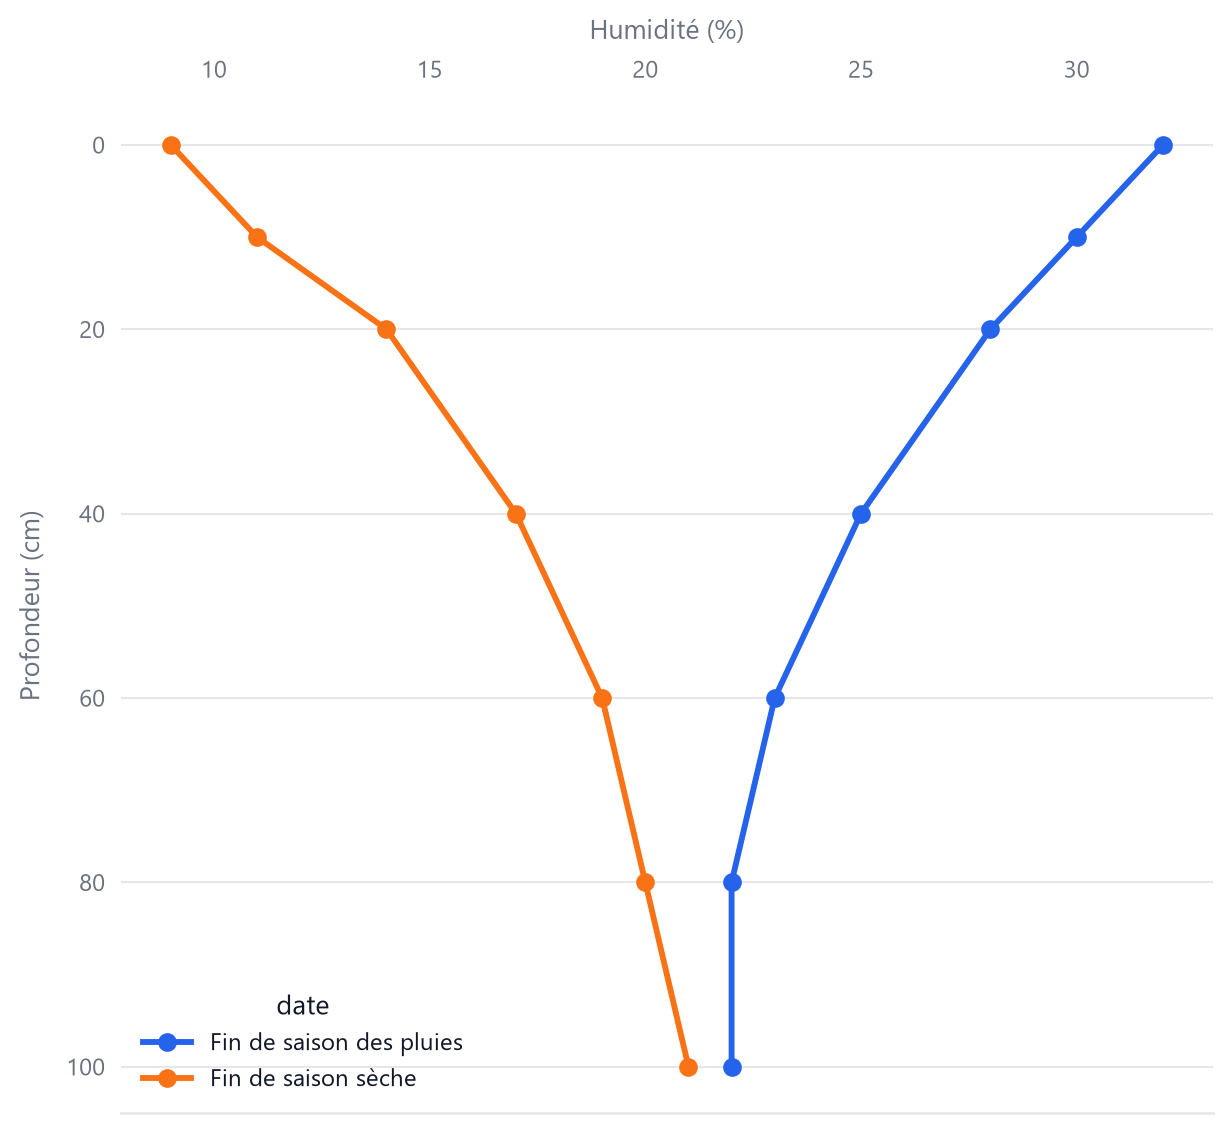 Humidité (%)
10 15 20 25 30
Profondeur (cm)
0
20
40
60
80
100
date
Fin de saison des pluies
Fin de saison sèche